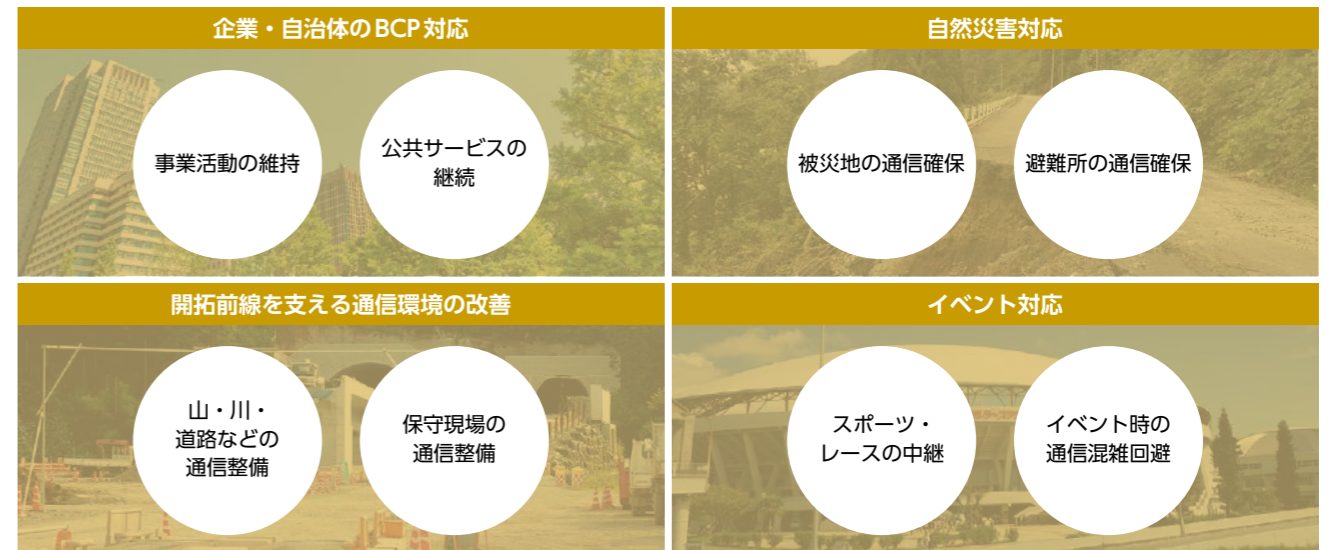 企業・自治体のBCP対応
事業活動の維持
公共サービスの
継続
自然災害対応
被災地の通信確保
避難所の通信確保
開拓前線を支える通信環境の改善
山・川・
道路などの
通信整備
保守現場の
通信整備
イベント対応
スポーツ・
レースの中継
イベント時の
通信混雑回避